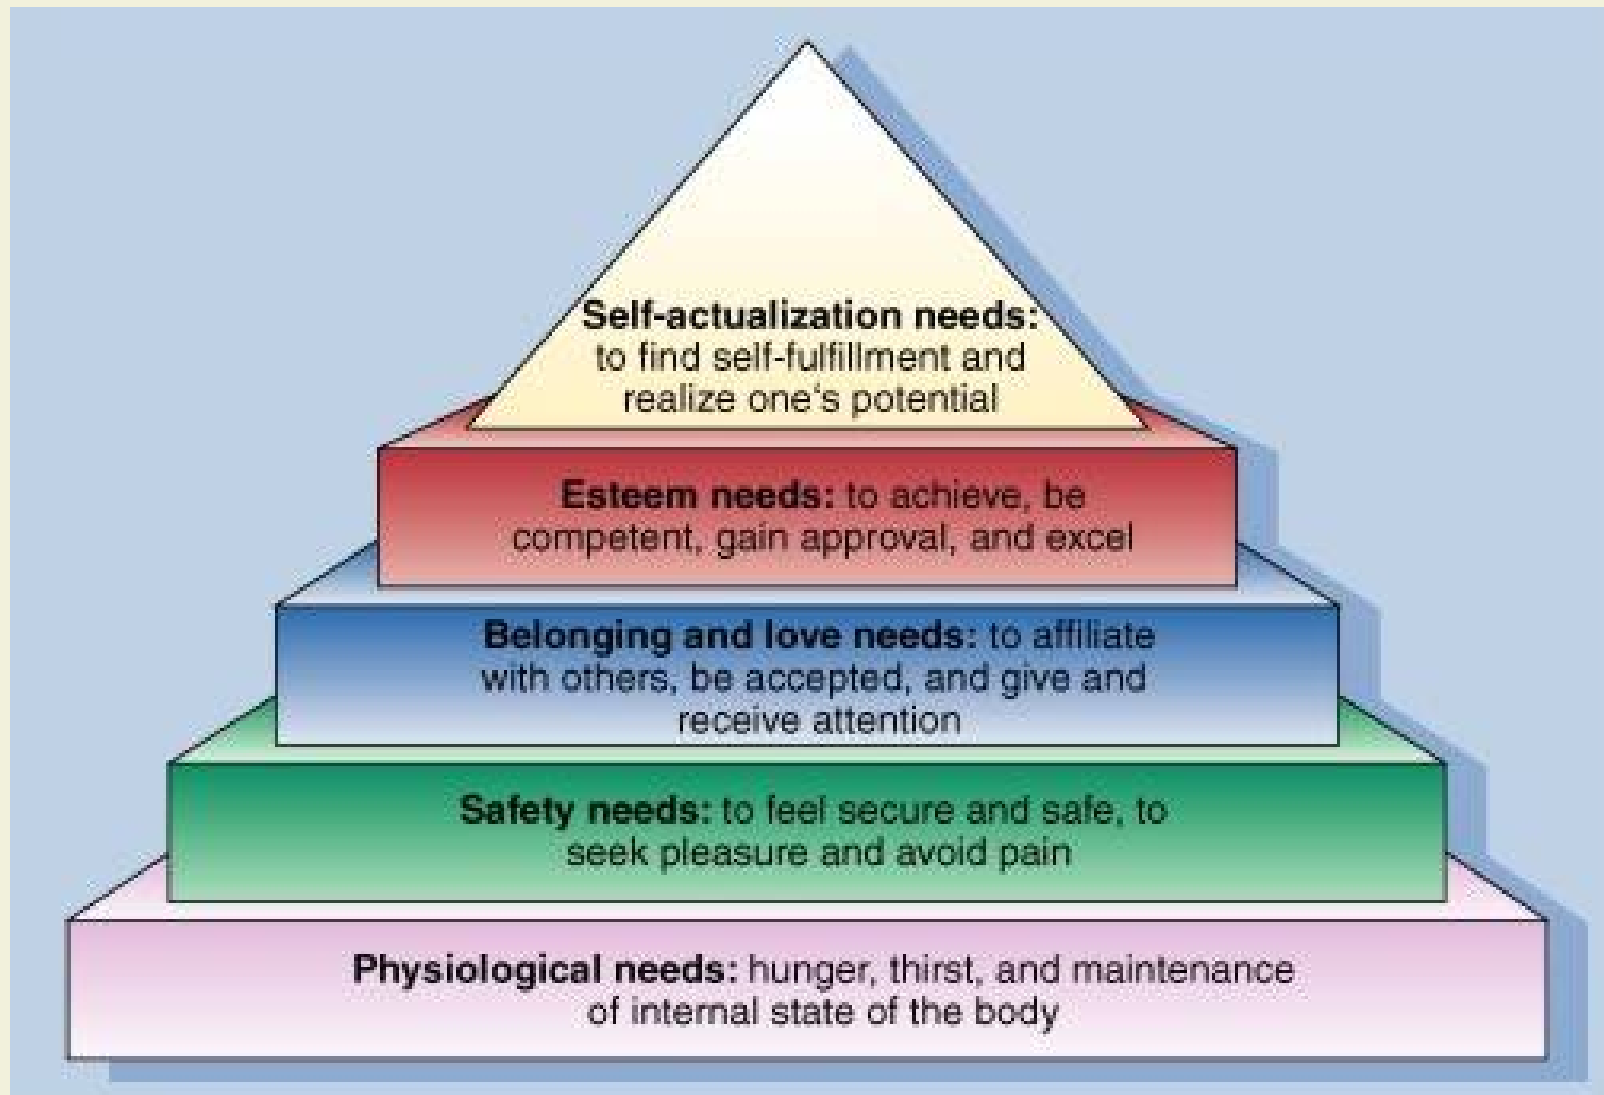 Self-actualization needs:
to find self-fulfillment and
realize one's potential
Esteem needs: to achieve, be
competent, gain approval, and excel
Belonging and love needs: to affiliate
with others, be accepted, and give and
receive attention
Safety needs: to feel secure and safe, to
seek pleasure and avoid pain
Physiological needs: hunger, thirst, and maintenance
of internal state of the body